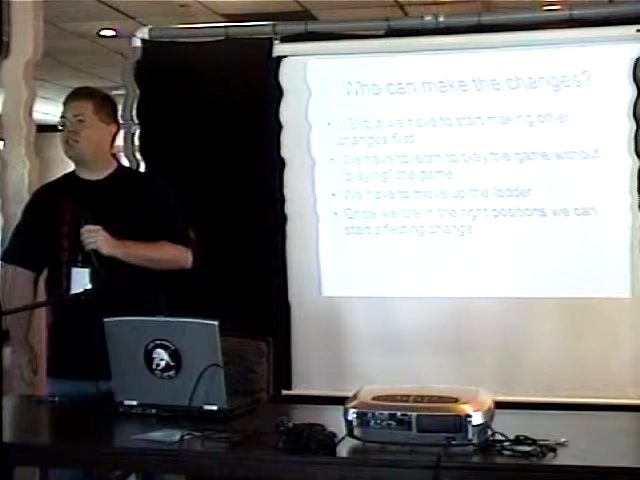 Who can make the changes?
• US! but we have to start making other
changes first
• We have to learn to play the game without
"playing" the game
• We have to move up the ladder
• Once we are in the right positions we can
start affecting change